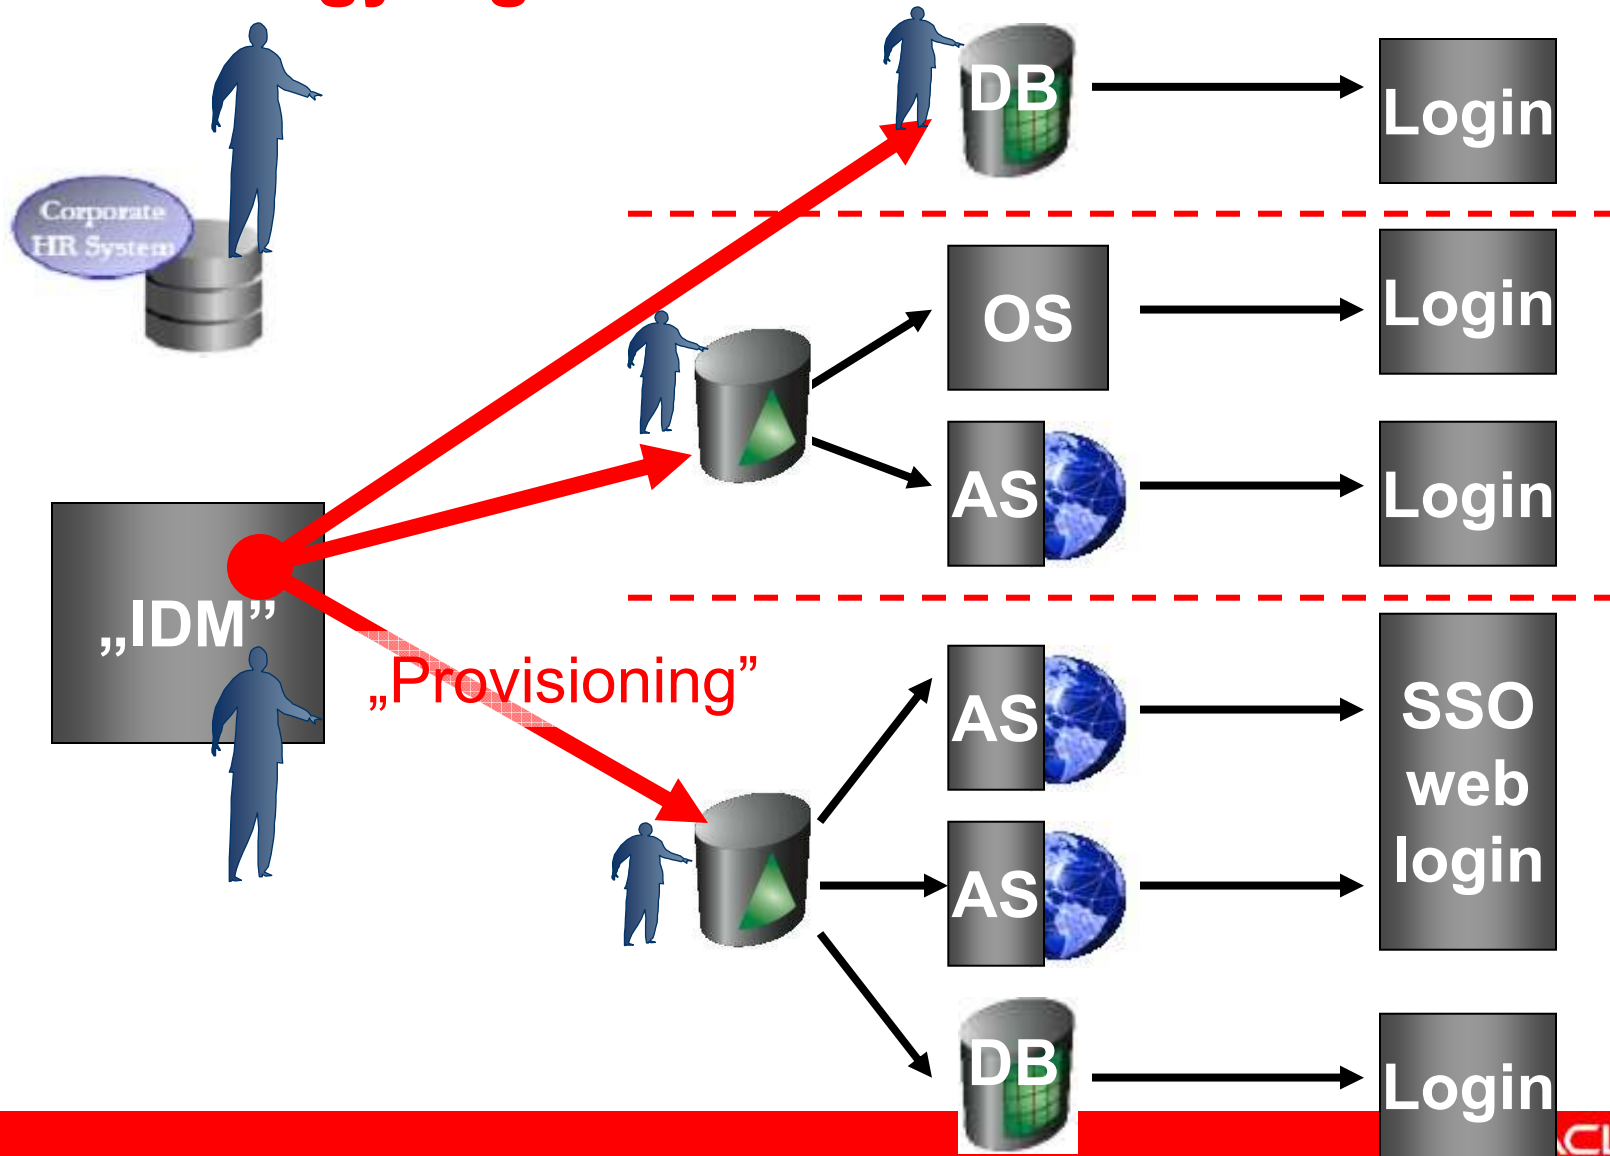 DB
Login
Corporate
HR System
OS
Login
AS
Login
„IDM”
„Provisioning”
AS
SSO
web
login
AS
DB
Login